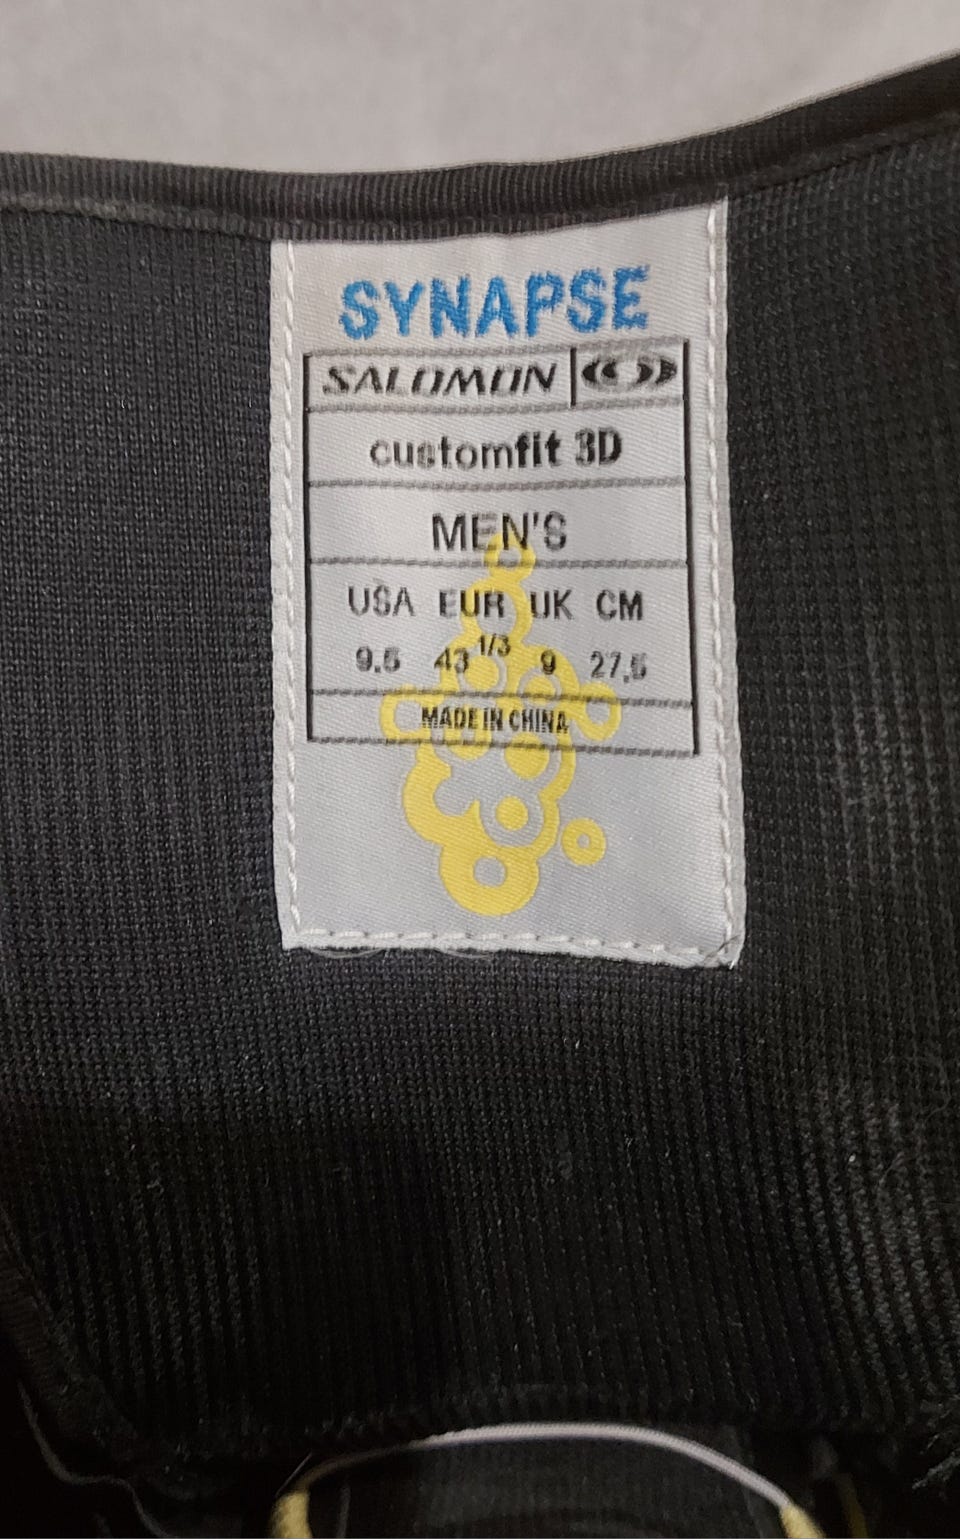 SYNAPSE
SALOMON
customfit 3D
MEN'S
USA EUR UK CM
9.5 43 1/3 9 27,5
MADE IN CHINA